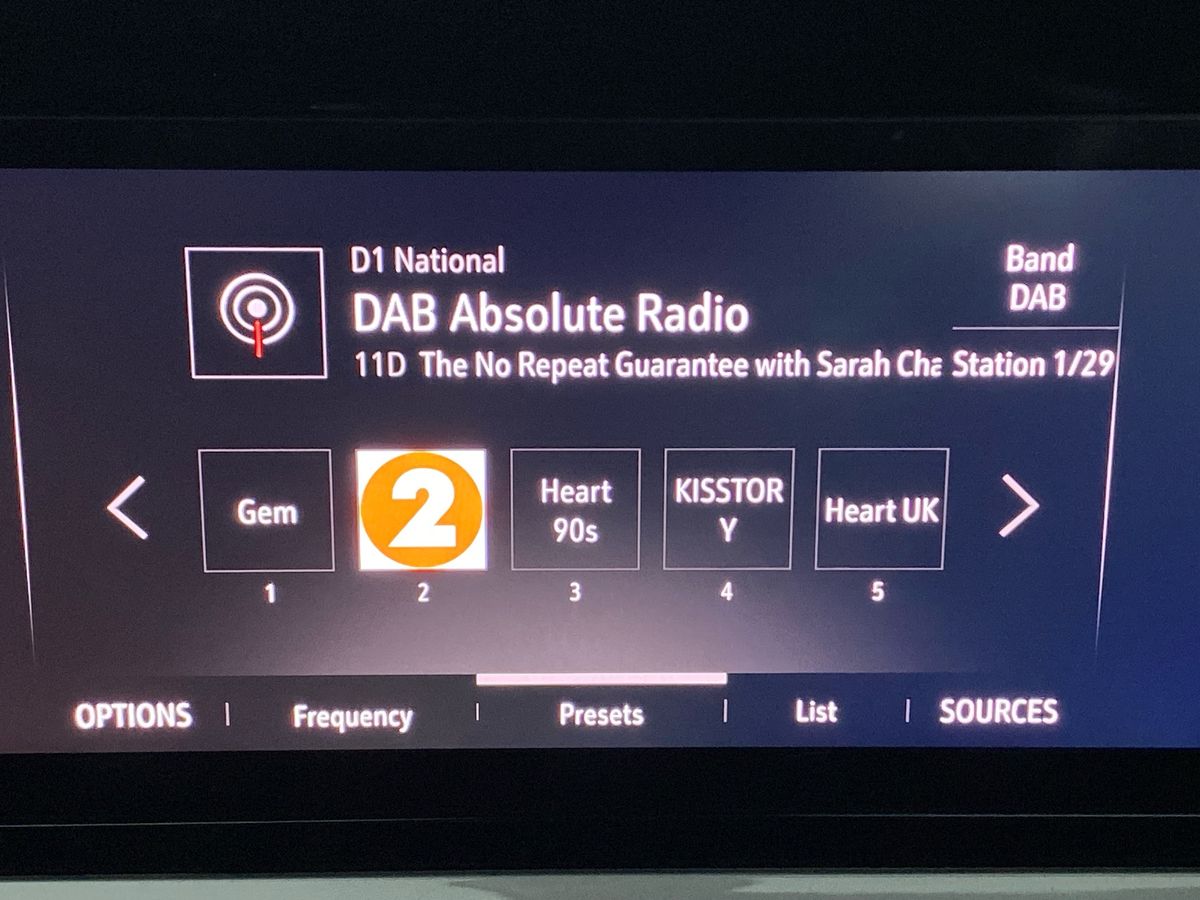 D1 National
DAB Absolute Radio
11D The No Repeat Guarantee with Sarah
Band
DAB
Station 1/29
Gem
2
Heart
90s
KISSTOR
Y
Heart UK
1
2
3
4
5
OPTIONS
Frequency
Presets
List
SOURCES